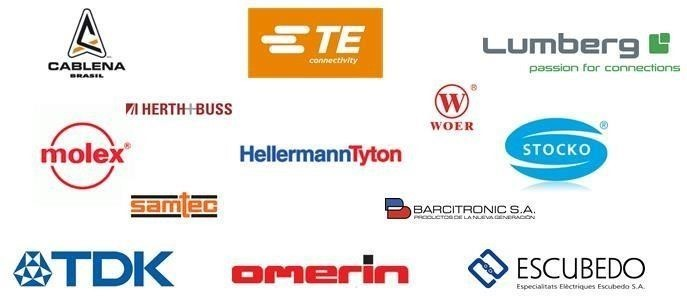 CABLENA
BRASIL
TE
connectivity
Lumberg
passion for connections
HERTH+BUSS
W®
WOER
molex®
HellermannTyton
STOCKO®
samtec
BARCITRONIC S.A.
PRODUCTOS DE LA NUEVA GENERACIÓN
TDK
omerin
ESCUBEDO
Especialitats Elèctriques Escubedo S.A.